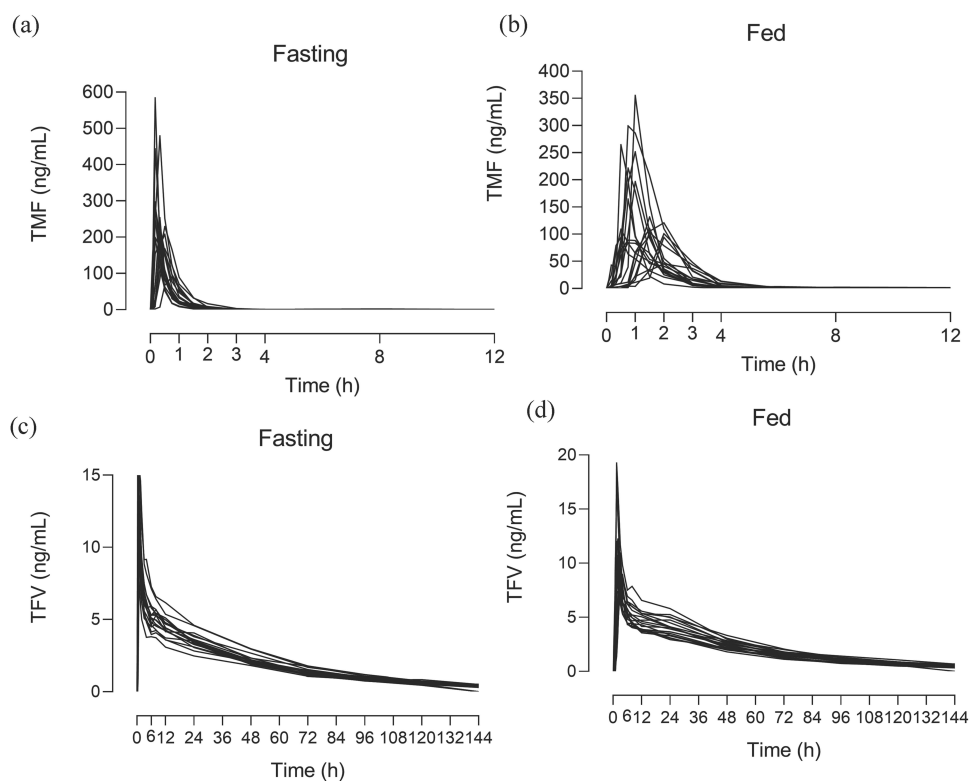 (a)
Fasting
TMF (ng/mL)
600
500
400
300
200
100
0
0 1 2 3 4 8 12
Time (h)
(b)
Fed
TMF (ng/mL)
400
350
300
250
200
150
100
50
0
0 1 2 3 4 8 12
Time (h)
(c)
Fasting
TFV (ng/mL)
15
10
5
0
0 6 12 24 36 48 60 72 84 96 108 120 132 144
Time (h)
(d)
Fed
TFV (ng/mL)
20
15
10
5
0
0 6 12 24 36 48 60 72 84 96 108 120 132 144
Time (h)